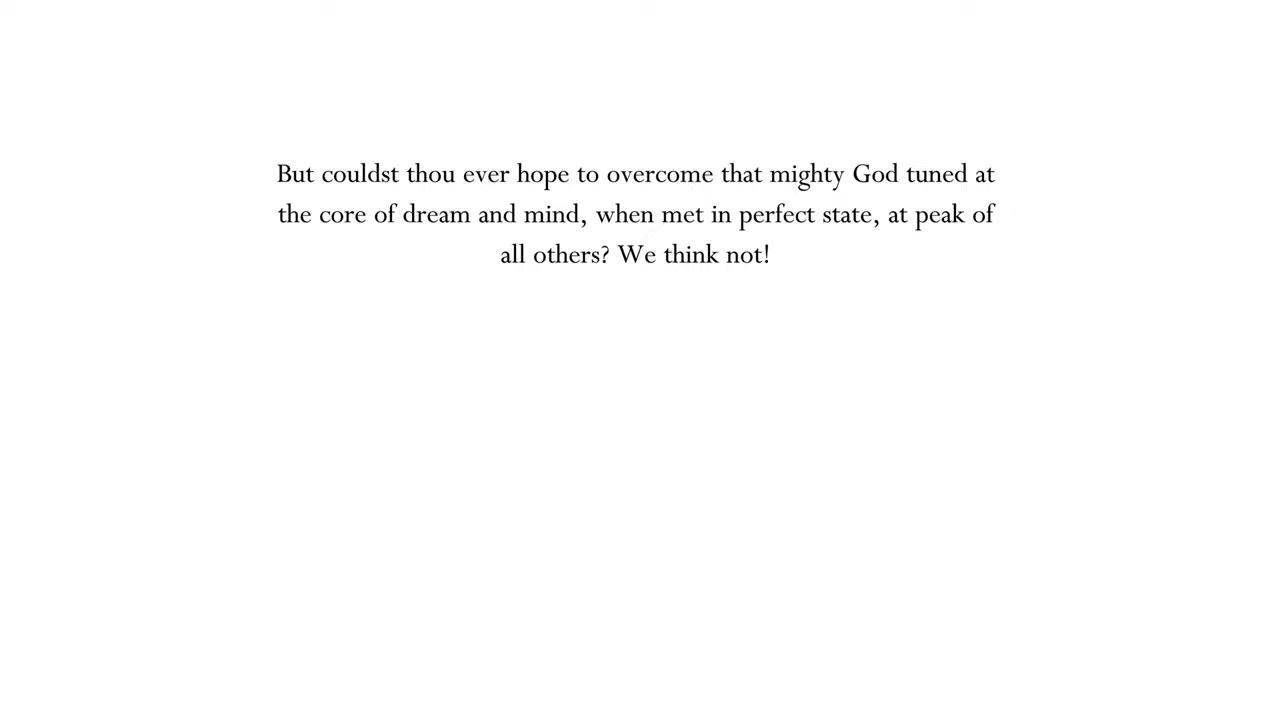 But couldst thou ever hope to overcome that mighty God tuned at
the core of dream and mind, when met in perfect state, at peak of
all others? We think not!